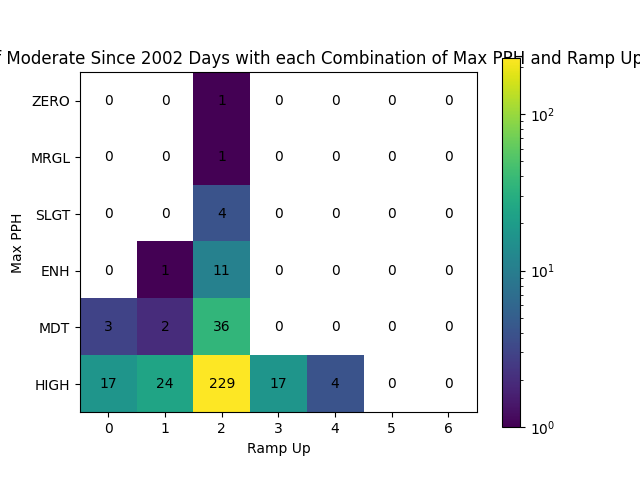 Moderate Since 2002 Days with each Combination of Max PPH and Ramp Up
ZERO 0 0 1 0 0 0 0
MRGL 0 0 1 0 0 0 0
SLGT 0 0 4 0 0 0 0
ENH 0 1 11 0 0 0 0
MDT 3 2 36 0 0 0 0
HIGH 17 24 229 17 4 0 0
0 1 2 3 4 5 6
Ramp Up
Max PPH
10²
10¹
10⁰